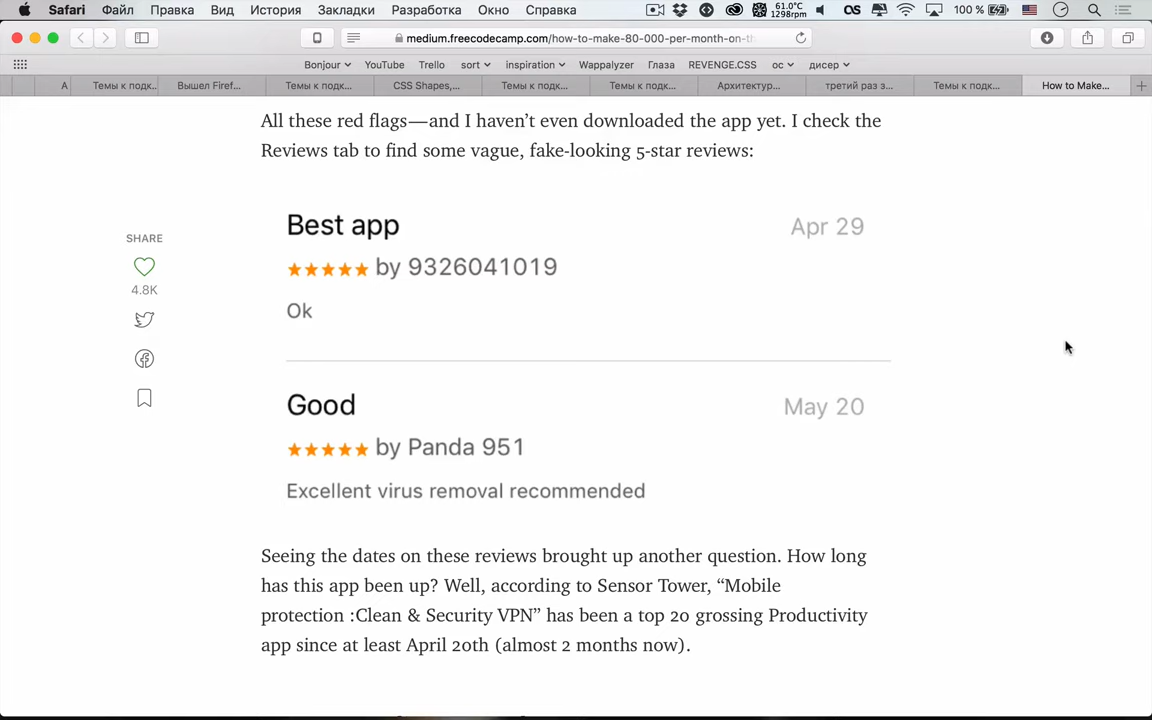 Safari Файл Правка Вид История Закладки Разработка Окно Справка 61.0°C 1298rpm 100 %
medium.freecodecamp.com/how-to-make-80-000-per-month-on-th
Bonjour YouTube Trello sort inspiration Wappalyzer Глаза REVENGE.CSS ос дисер
А Темы к подк.. Вышел Firef... Темы к подк... CSS Shapes,... Темы к подк... Темы к подк... Архитектур... третий раз з... Темы к подк... How to Make...
All these red flags—and I haven’t even downloaded the app yet. I check the
Reviews tab to find some vague, fake-looking 5-star reviews:
Best app Apr 29
by 9326041019
Ok
SHARE
4.8K
Good May 20
by Panda 951
Excellent virus removal recommended
Seeing the dates on these reviews brought up another question. How long
has this app been up? Well, according to Sensor Tower, “Mobile
protection :Clean & Security VPN” has been a top 20 grossing Productivity
app since at least April 20th (almost 2 months now).